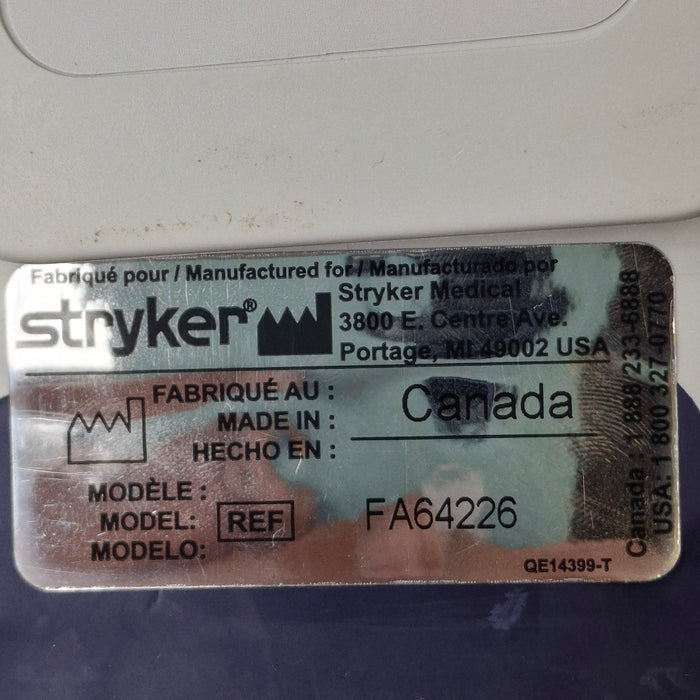 Fabriqué pour / Manufactured for / Manufacturado por
stryker®
Stryker Medical
3800 E. Centre Ave.
Portage, MI 49002 USA
FABRIQUÉ AU :
MADE IN :
HECHO EN :
Canada
MODÈLE :
MODEL:
MODELO:
REF
FA64226
QE14399-T
Canada : 1 888 233-6888
USA: 1 800 327-0770